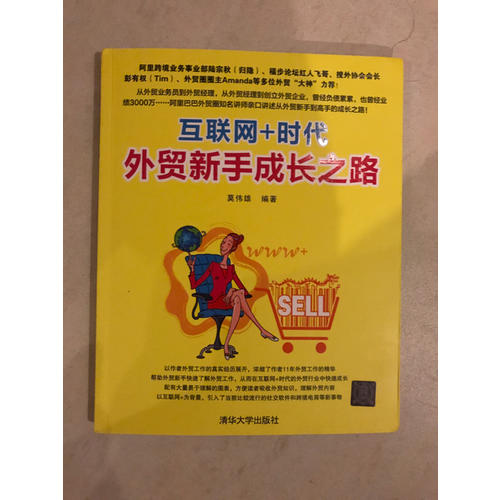 阿里跨境业务事业部陆宗秋（归隐）、福步论坛红人飞哥、搜外协会会长
彭有权（Tim）、外贸圈圈主Amanda等多位外贸“大神”力荐！
从外贸业务员到外贸经理，从外贸经理到创立外贸企业，曾经负债累累，也曾经业
绩3000万……阿里巴巴外贸圈知名讲师亲口讲述从外贸新手到高手的成长之路！
互联网+时代
外贸新手成长之路
莫伟雄 编著
www+
SELL
以作者外贸工作的真实经历展开，浓缩了作者11年外贸工作的精华
帮助外贸新手快速了解外贸工作，从而在互联网+时代的外贸行业中快速成长
配有大量易于理解的图表，方便读者吸收外贸知识，理解外贸内容
以互联网+为背景，引入了当前比较流行的社交软件和跨境电商等新事物
清华大学出版社